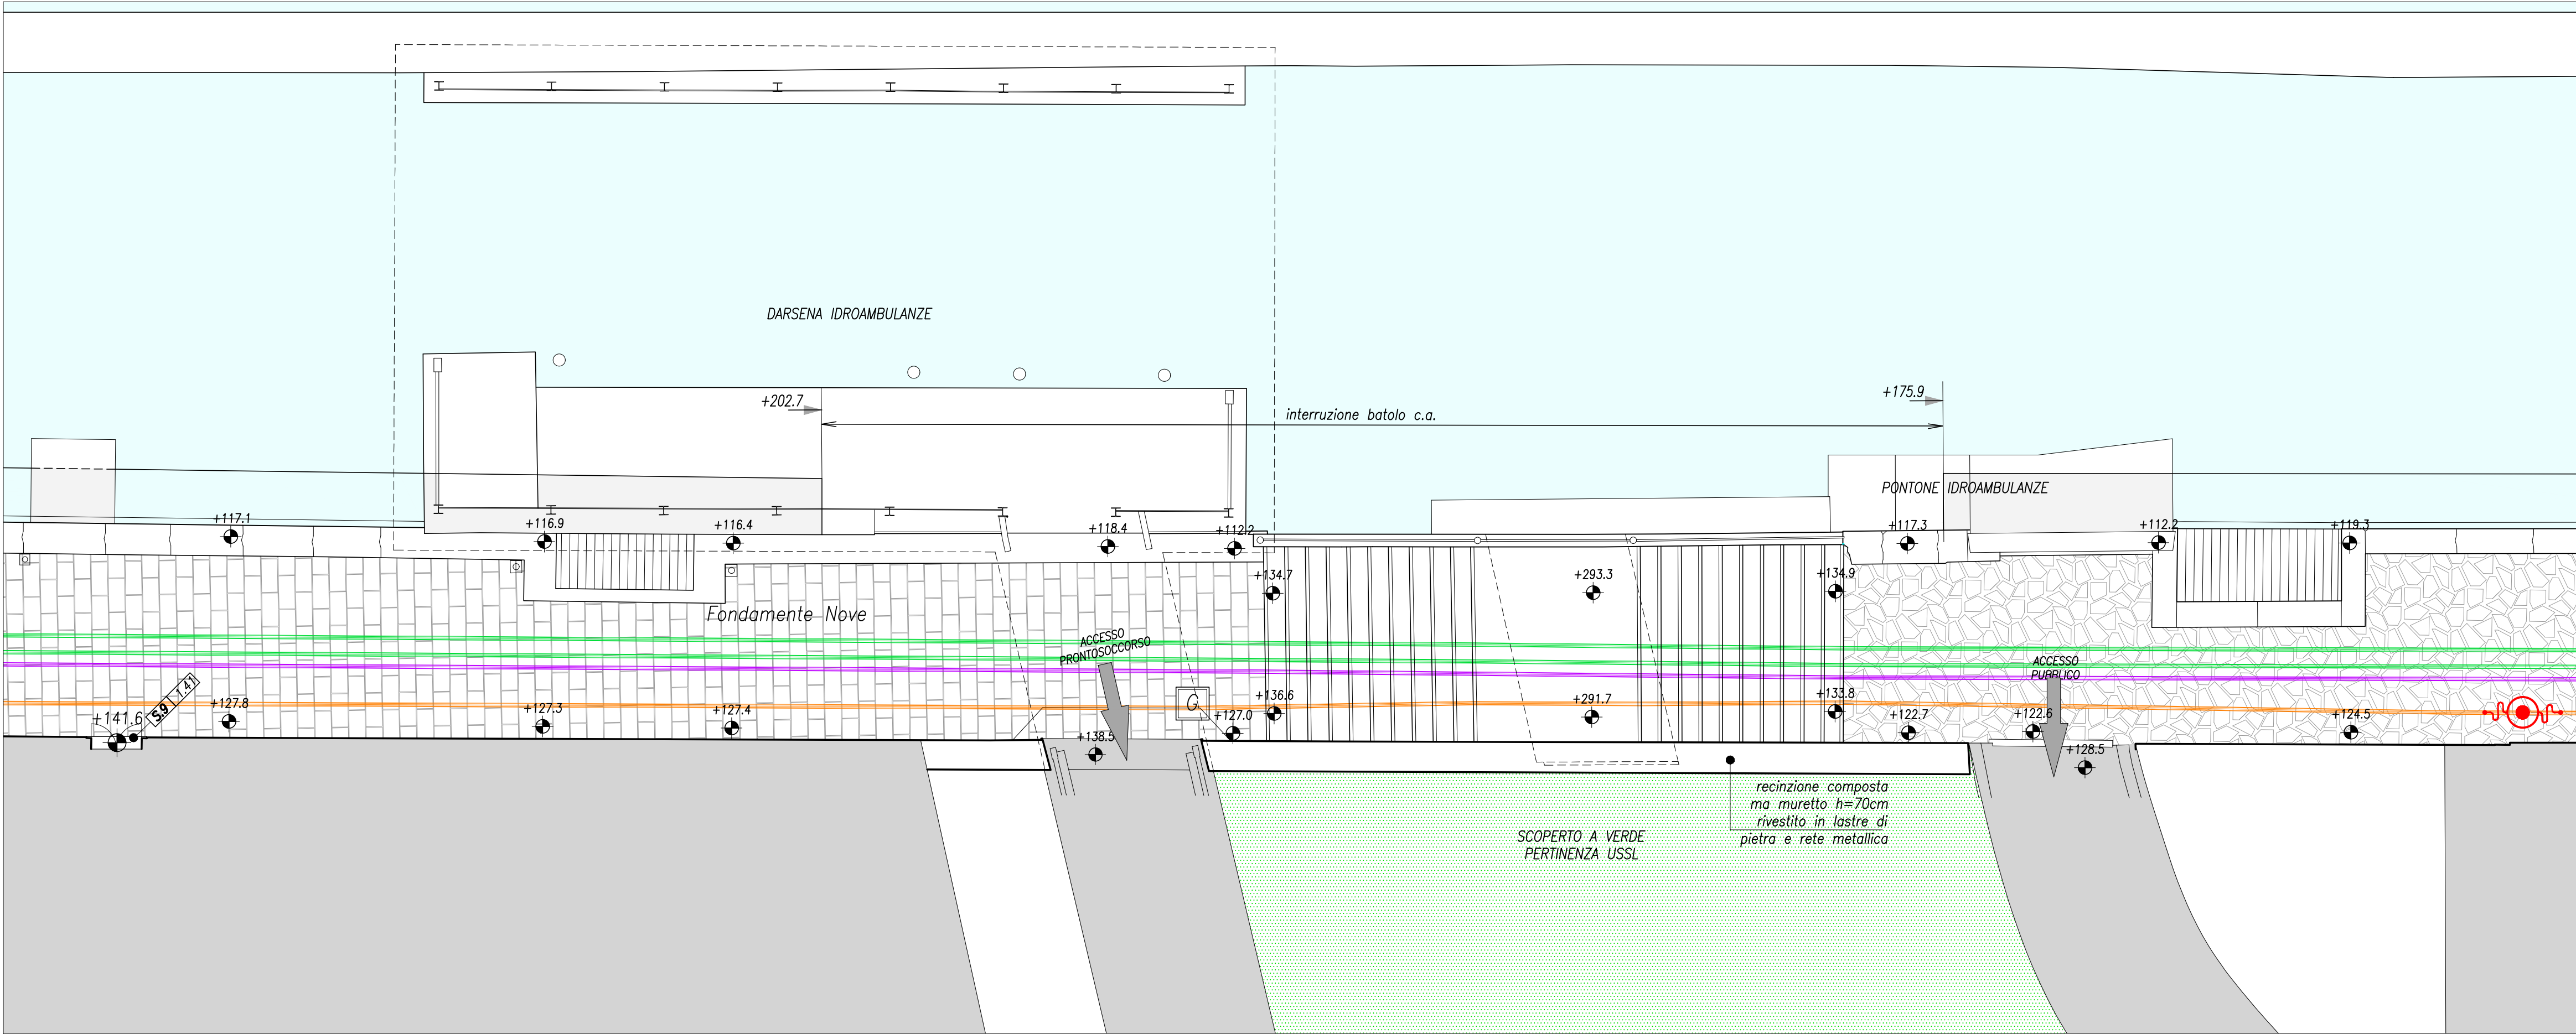 DARSENA IDROAMBULANZE
+202.7
interruzione batolo c.a.
+175.9
PONTONE IDROAMBULANZE
+117.1
+116.9
+116.4
+118.4
+112.2
+117.3
+112.2
+119.3
+134.7
+293.3
+134.9
Fondamente Nove
ACCESSO
PRONTOSOCCORSO
ACCESSO
PUBBLICO
S.9 1.41
+141.6
+127.8
+127.3
+127.4
G
+127.0
+136.6
+291.7
+133.8
+122.7
+122.6
+124.5
+138.5
+128.5
recinzione composta
ma muretto h=70cm
rivestito in lastre di
pietra e rete metallica
SCOPERTO A VERDE
PERTINENZA USSL